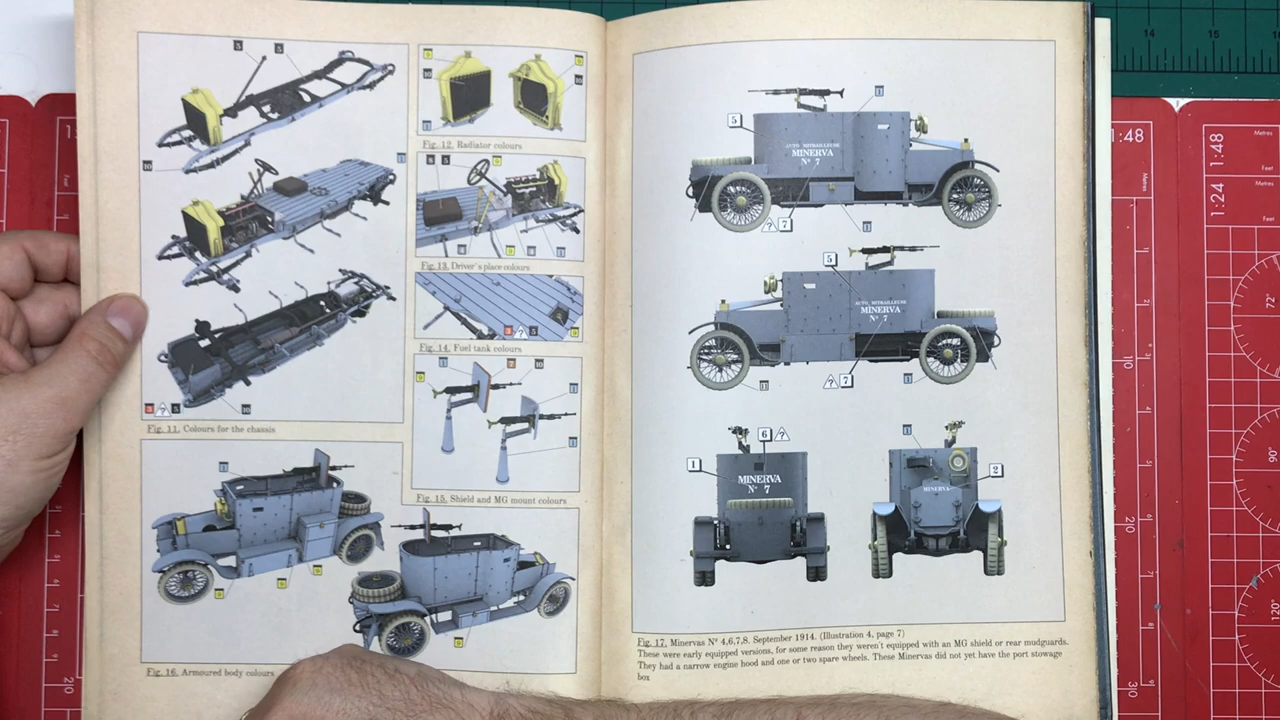 Fig. 12. Radiator colours
Fig. 13. Driver's place colours
Fig. 14. Fuel tank colours
Fig. 11. Colours for the chassis
Fig. 15. Shield and MG mount colours
Fig. 16. Armoured body colours
AUTO MITRAILLEUSE
MINERVA
Nº 7
AUTO MITRAILLEUSE
MINERVA
Nº 7
MINERVA
Nº 7
MINERVA
Fig. 17. Minervas Nº 4,6,7,8. September 1914. (Illustration 4, page 7)
These were early equipped versions, for some reason they weren't equipped with an MG shield or rear mudguards.
They had a narrow engine hood and one or two spare wheels. These Minervas did not yet have the port stowage
box
14
15
1:48
Metres
Feet
1:48
1:24
Metres
Feet
72°
90°
120°
10
20
30